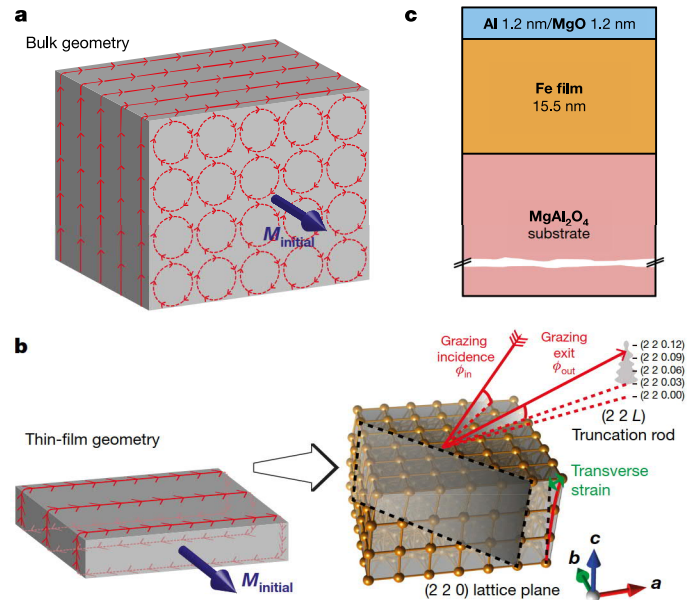 a
Bulk geometry
M initial
c
Al 1.2 nm/MgO 1.2 nm
Fe film
15.5 nm
MgAl₂O₄
substrate
b
Thin-film geometry
M initial
Grazing
incidence
ϕin
Grazing
exit
ϕout
(2 2 0.12)
(2 2 0.09)
(2 2 0.06)
(2 2 0.03)
(2 2 0.00)
(2 2 L)
Truncation rod
Transverse
strain
(2 2 0) lattice plane
c
b
a